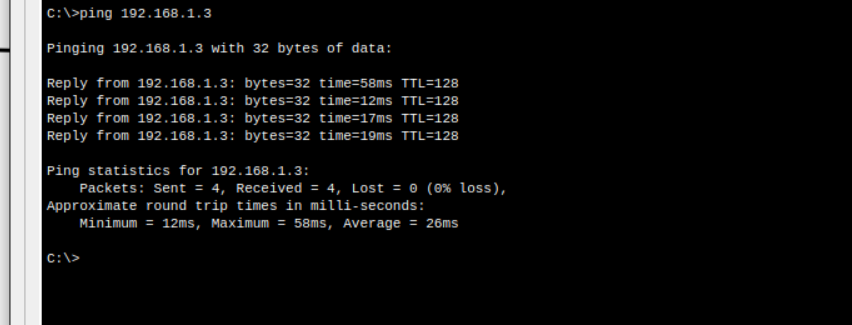 C:\>ping 192.168.1.3
Pinging 192.168.1.3 with 32 bytes of data:
Reply from 192.168.1.3: bytes=32 time=58ms TTL=128
Reply from 192.168.1.3: bytes=32 time=12ms TTL=128
Reply from 192.168.1.3: bytes=32 time=17ms TTL=128
Reply from 192.168.1.3: bytes=32 time=19ms TTL=128
Ping statistics for 192.168.1.3:
    Packets: Sent = 4, Received = 4, Lost = 0 (0% loss),
Approximate round trip times in milli-seconds:
    Minimum = 12ms, Maximum = 58ms, Average = 26ms
C:\>